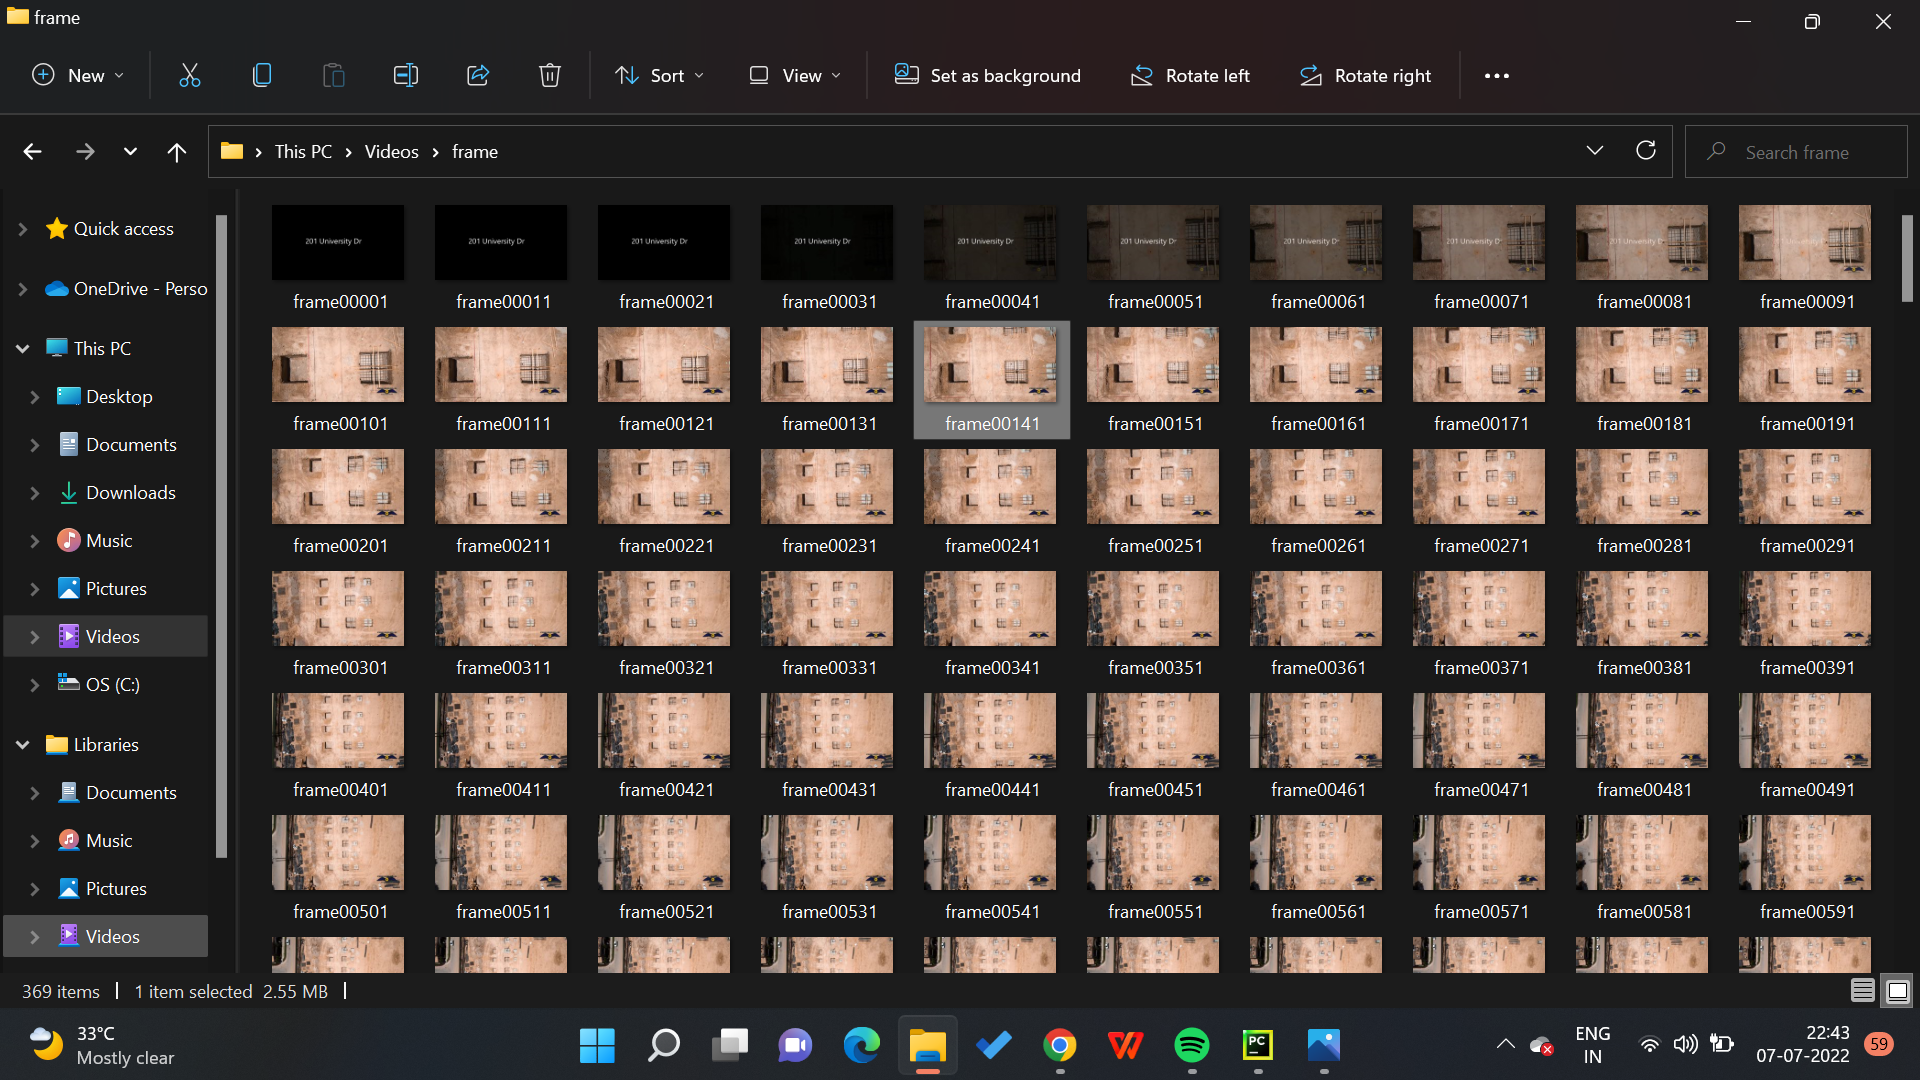 frame
New
Sort
View
Set as background
Rotate left
Rotate right
This PC
Videos
frame
Search frame
Quick access
OneDrive - Perso
This PC
Desktop
Documents
Downloads
Music
Pictures
Videos
OS (C:)
Libraries
Documents
Music
Pictures
Videos
201 University Dr
201 University Dr
201 University Dr
201 University Dr
201 University Dr
201 University Dr
201 University Dr
201 University Dr
frame00001
frame00011
frame00021
frame00031
frame00041
frame00051
frame00061
frame00071
frame00081
frame00091
frame00101
frame00111
frame00121
frame00131
frame00141
frame00151
frame00161
frame00171
frame00181
frame00191
frame00201
frame00211
frame00221
frame00231
frame00241
frame00251
frame00261
frame00271
frame00281
frame00291
frame00301
frame00311
frame00321
frame00331
frame00341
frame00351
frame00361
frame00371
frame00381
frame00391
frame00401
frame00411
frame00421
frame00431
frame00441
frame00451
frame00461
frame00471
frame00481
frame00491
frame00501
frame00511
frame00521
frame00531
frame00541
frame00551
frame00561
frame00571
frame00581
frame00591
369 items
1 item selected 2.55 MB
33°C
Mostly clear
PC
ENG
IN
22:43
07-07-2022
59